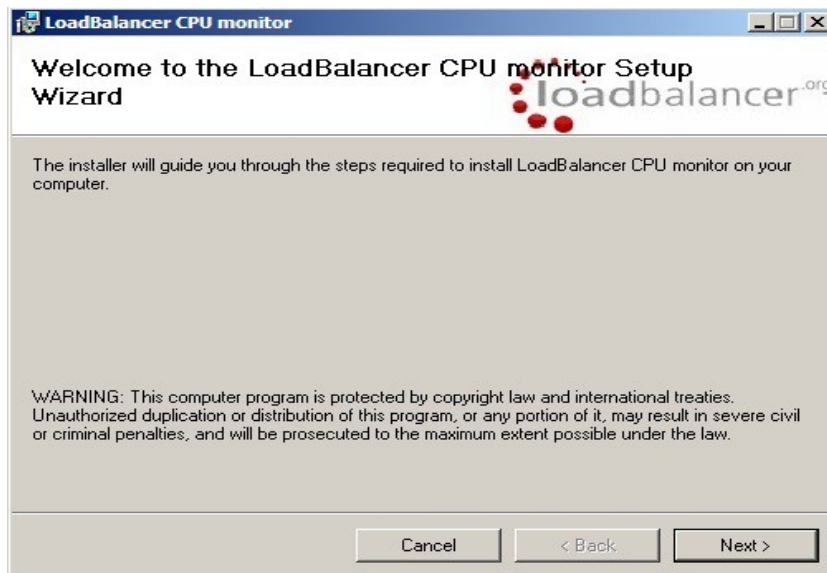 LoadBalancer CPU monitor
Welcome to the LoadBalancer CPU monitor Setup
Wizard
loadbalancer.org
The installer will guide you through the steps required to install LoadBalancer CPU monitor on your
computer.
WARNING: This computer program is protected by copyright law and international treaties.
Unauthorized duplication or distribution of this program, or any portion of it, may result in severe civil
or criminal penalties, and will be prosecuted to the maximum extent possible under the law.
Cancel
< Back
Next >